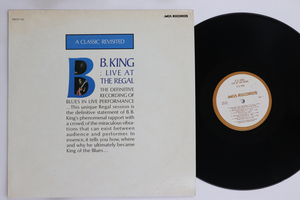 MCA RECORDS
A CLASSIC REVISITED
B.B. KING
: LIVE AT
THE REGAL
THE DEFINITIVE
RECORDING OF
BLUES IN LIVE PERFORMANCE
...This unique Regal session is
the definitive statement of B.B.
King's phenomenal support with
a crowd, of the miraculous vibra-
tions that can exist between
audience and performer. In
essence, it tells you how, where
and why he ultimately became
King of the Blues...
MCA RECORDS